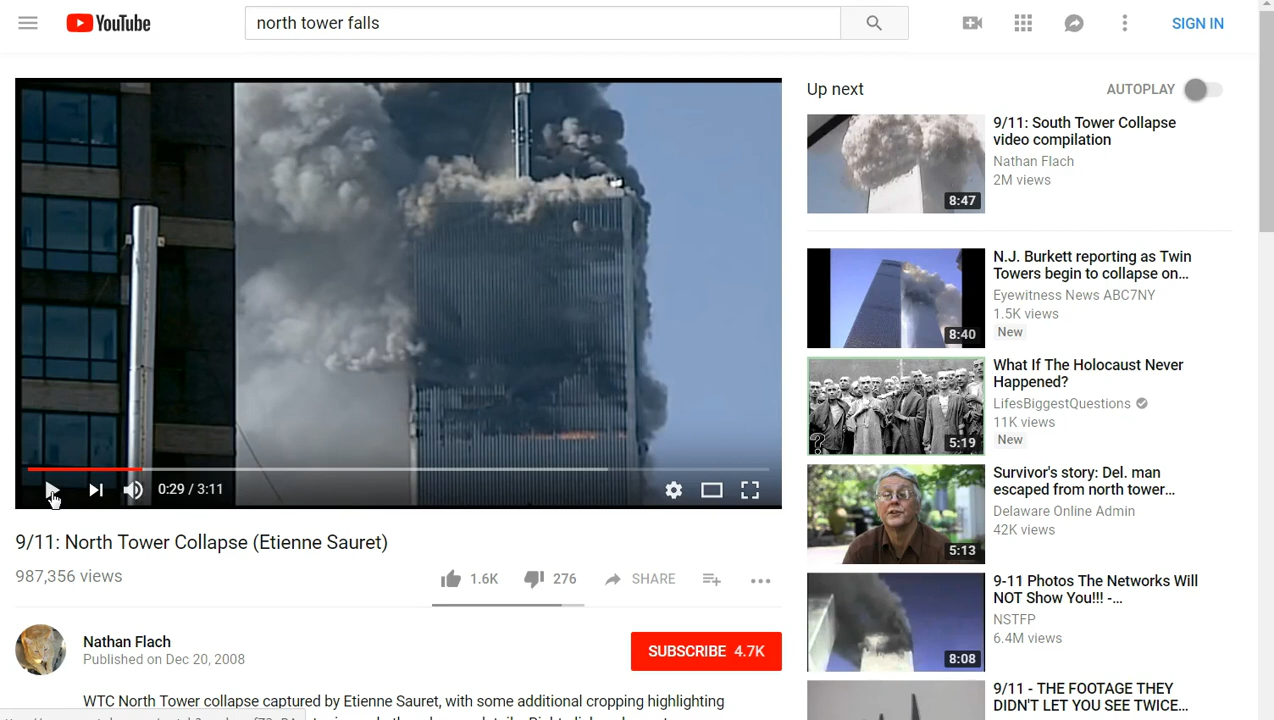 YouTube
north tower falls
SIGN IN
Up next
AUTOPLAY
9/11: South Tower Collapse
video compilation
Nathan Flach
2M views
8:47
N.J. Burkett reporting as Twin
Towers begin to collapse on...
Eyewitness News ABC7NY
1.5K views
New
8:40
What If The Holocaust Never
Happened?
LifesBiggestQuestions
11K views
New
5:19
Survivor's story: Del. man
escaped from north tower...
Delaware Online Admin
42K views
5:13
9-11 Photos The Networks Will
NOT Show You!!! -...
NSTFP
6.4M views
8:08
9/11 - THE FOOTAGE THEY
DIDN'T LET YOU SEE TWICE...
0:29 / 3:11
9/11: North Tower Collapse (Etienne Sauret)
987,356 views
1.6K
276
SHARE
Nathan Flach
Published on Dec 20, 2008
SUBSCRIBE 4.7K
WTC North Tower collapse captured by Etienne Sauret, with some additional cropping highlighting